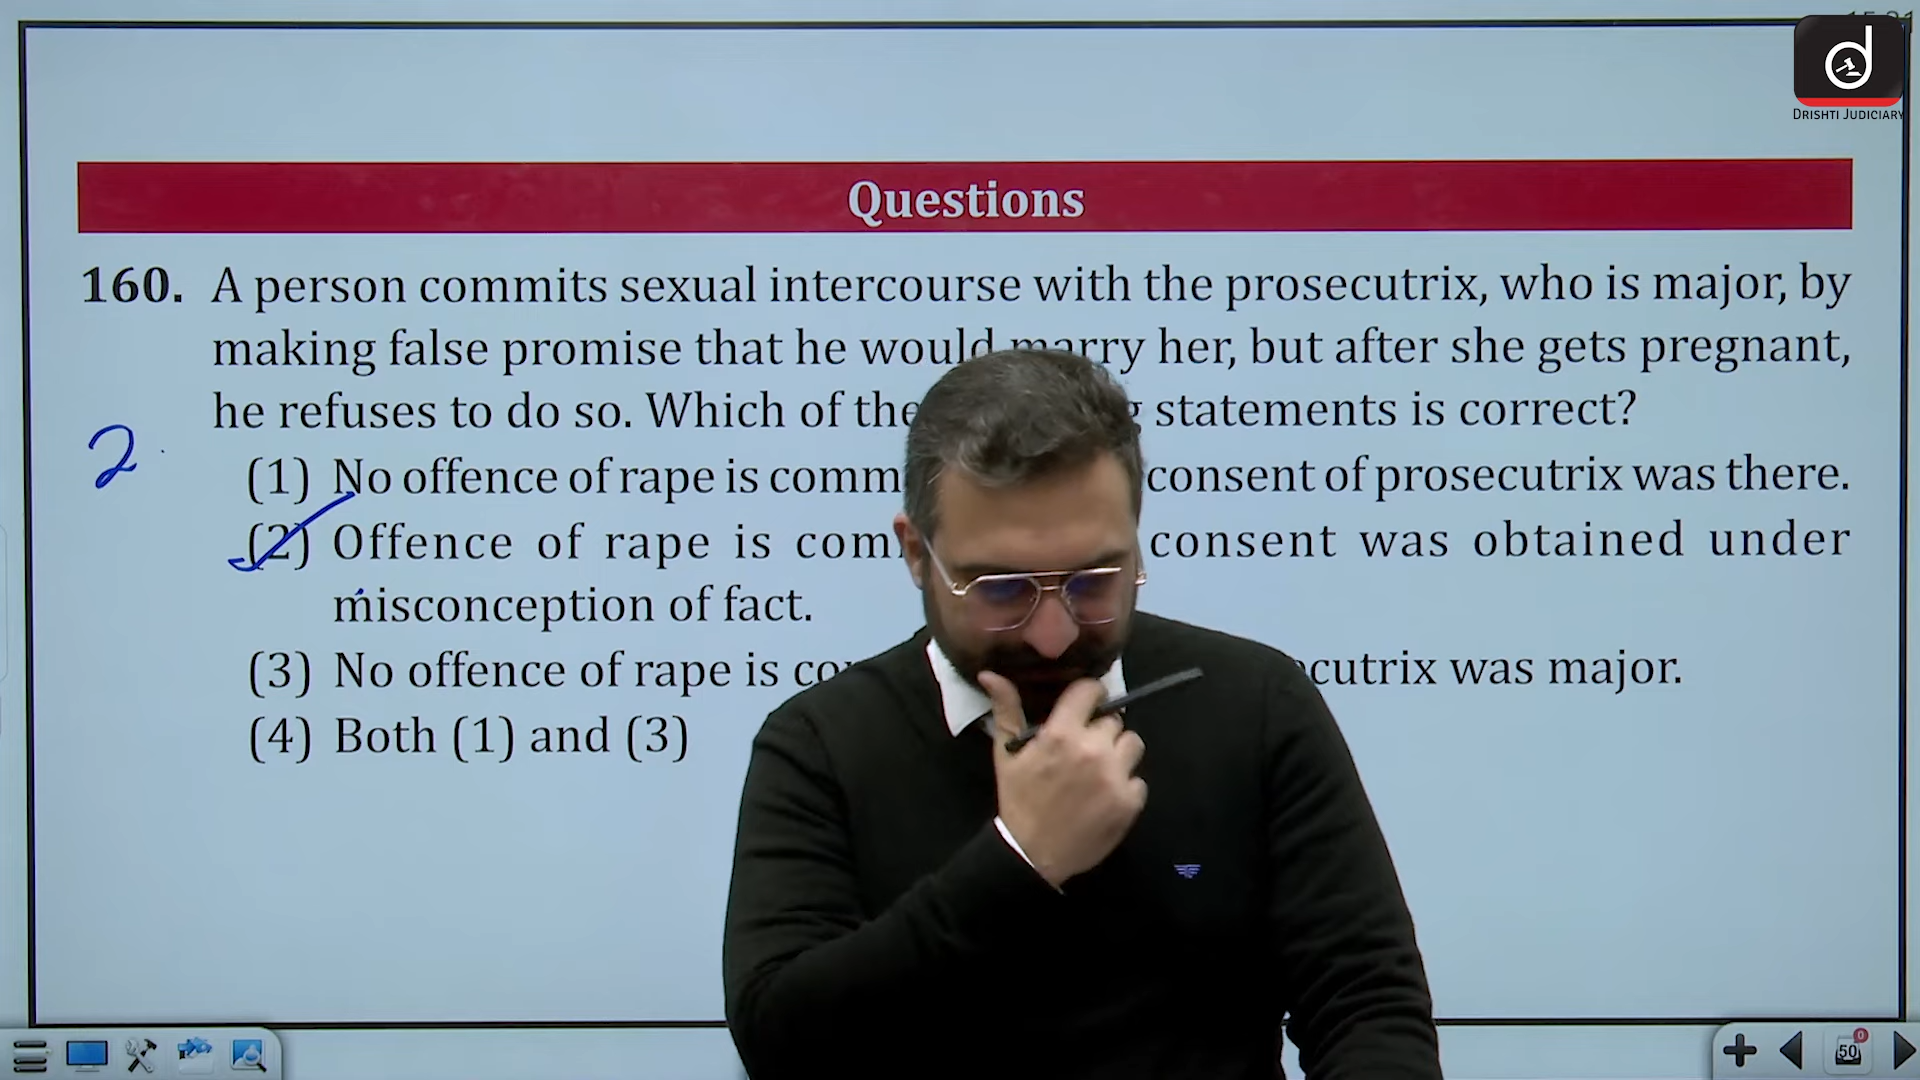 DRISHTI JUDICIARY
Questions
160. A person commits sexual intercourse with the prosecutrix, who is major, by
making false promise that he would marry her, but after she gets pregnant,
he refuses to do so. Which of the statements is correct?
2
(1) No offence of rape is consent of prosecutrix was there.
(2) Offence of rape is consent was obtained under
misconception of fact.
(3) No offence of rape is was major.
(4) Both (1) and (3)
50
0